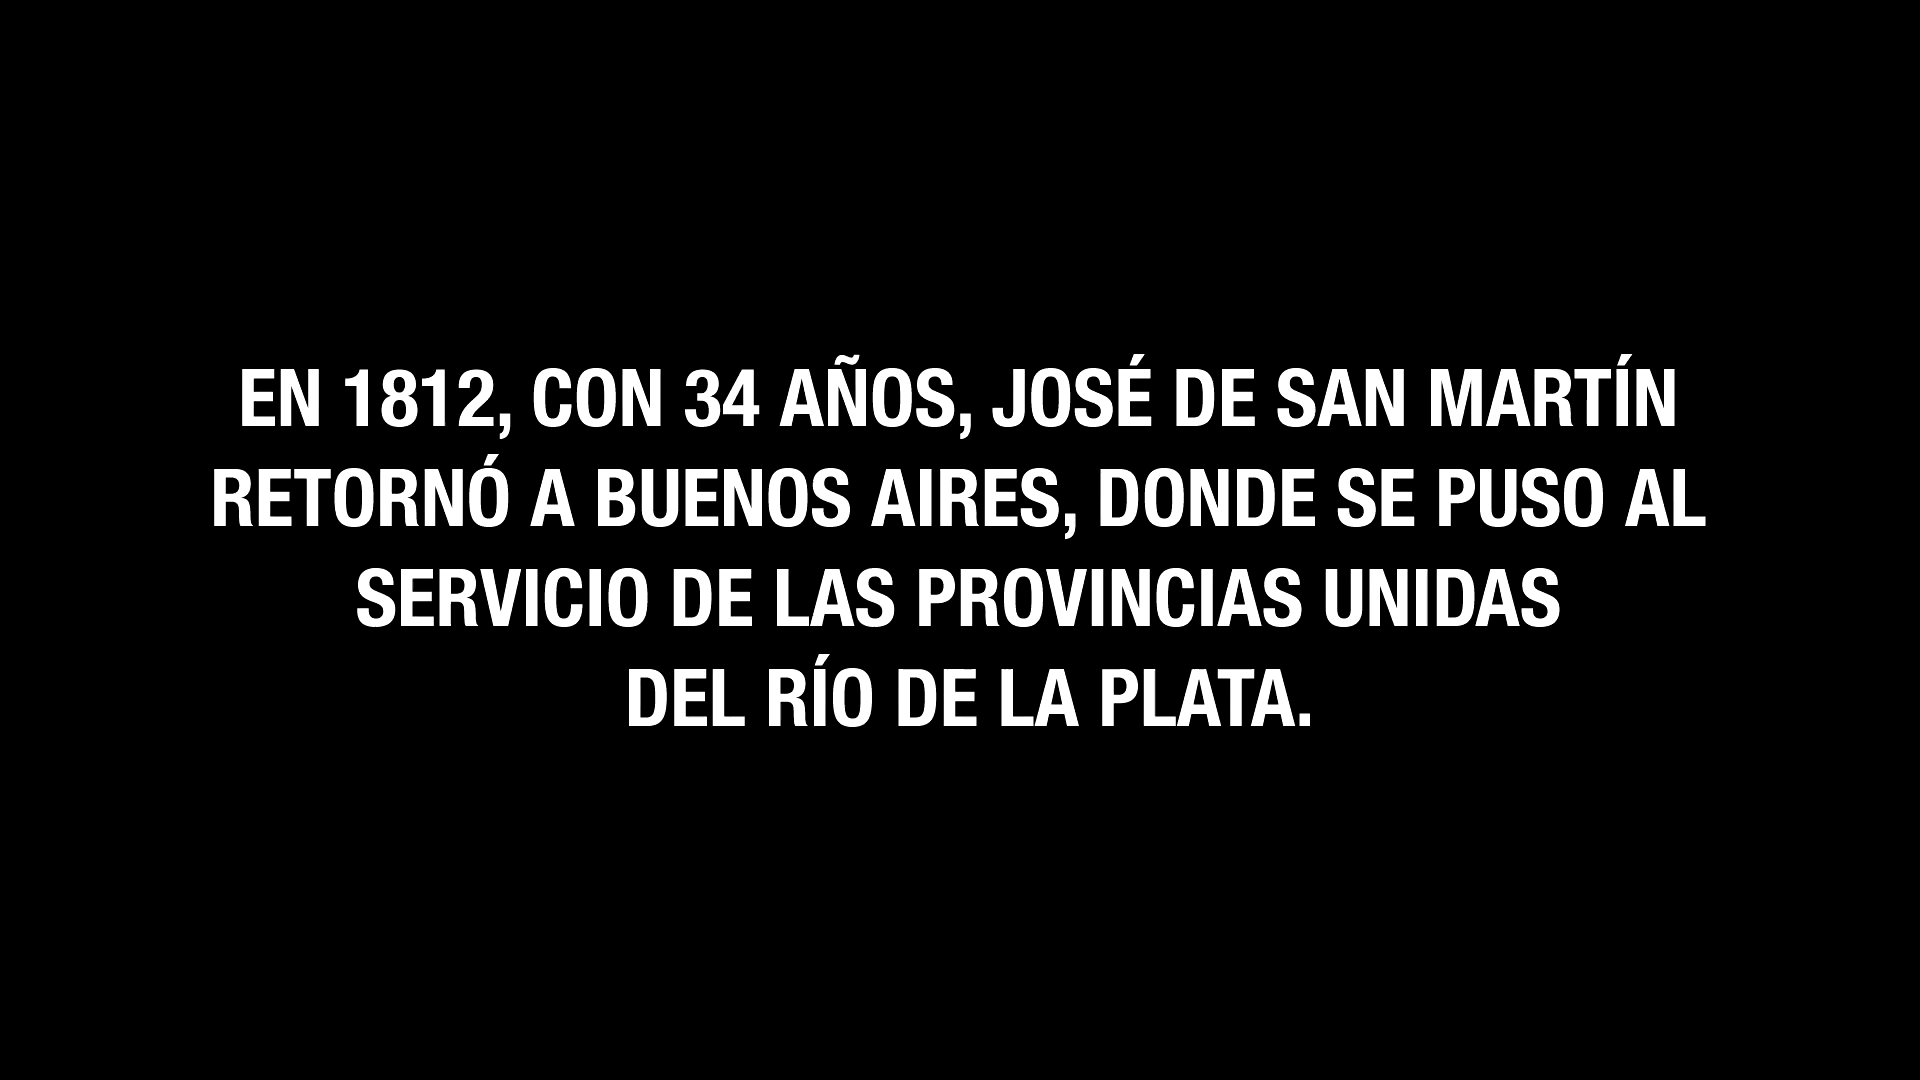 EN 1812, CON 34 AÑOS, JOSÉ DE SAN MARTÍN
RETORNÓ A BUENOS AIRES, DONDE SE PUSO AL
SERVICIO DE LAS PROVINCIAS UNIDAS
DEL RÍO DE LA PLATA.